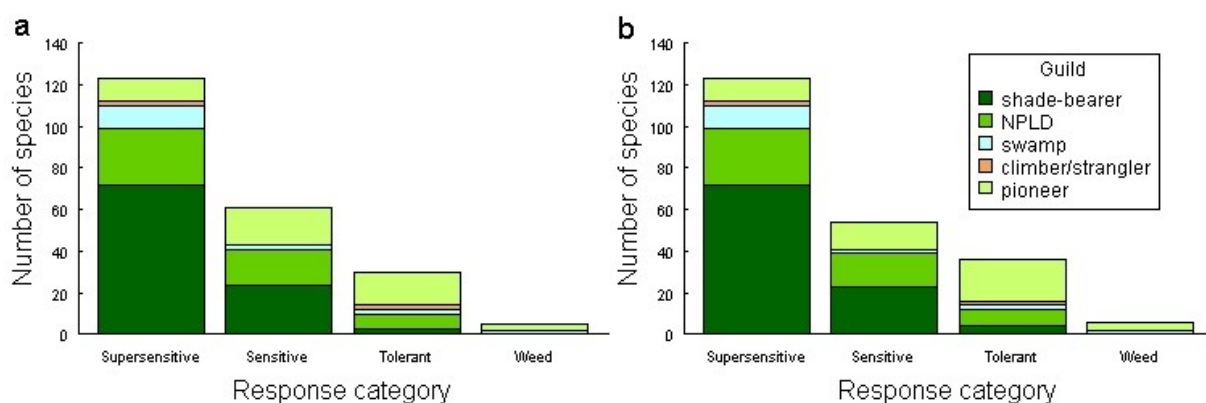 a
140
120
100
80
60
40
20
0
Number of species
Supersensitive Sensitive Tolerant Weed
Response category
b
140
120
100
80
60
40
20
0
Number of species
Guild
shade-bearer
NPLD
swamp
climber/strangler
pioneer
Supersensitive Sensitive Tolerant Weed
Response category